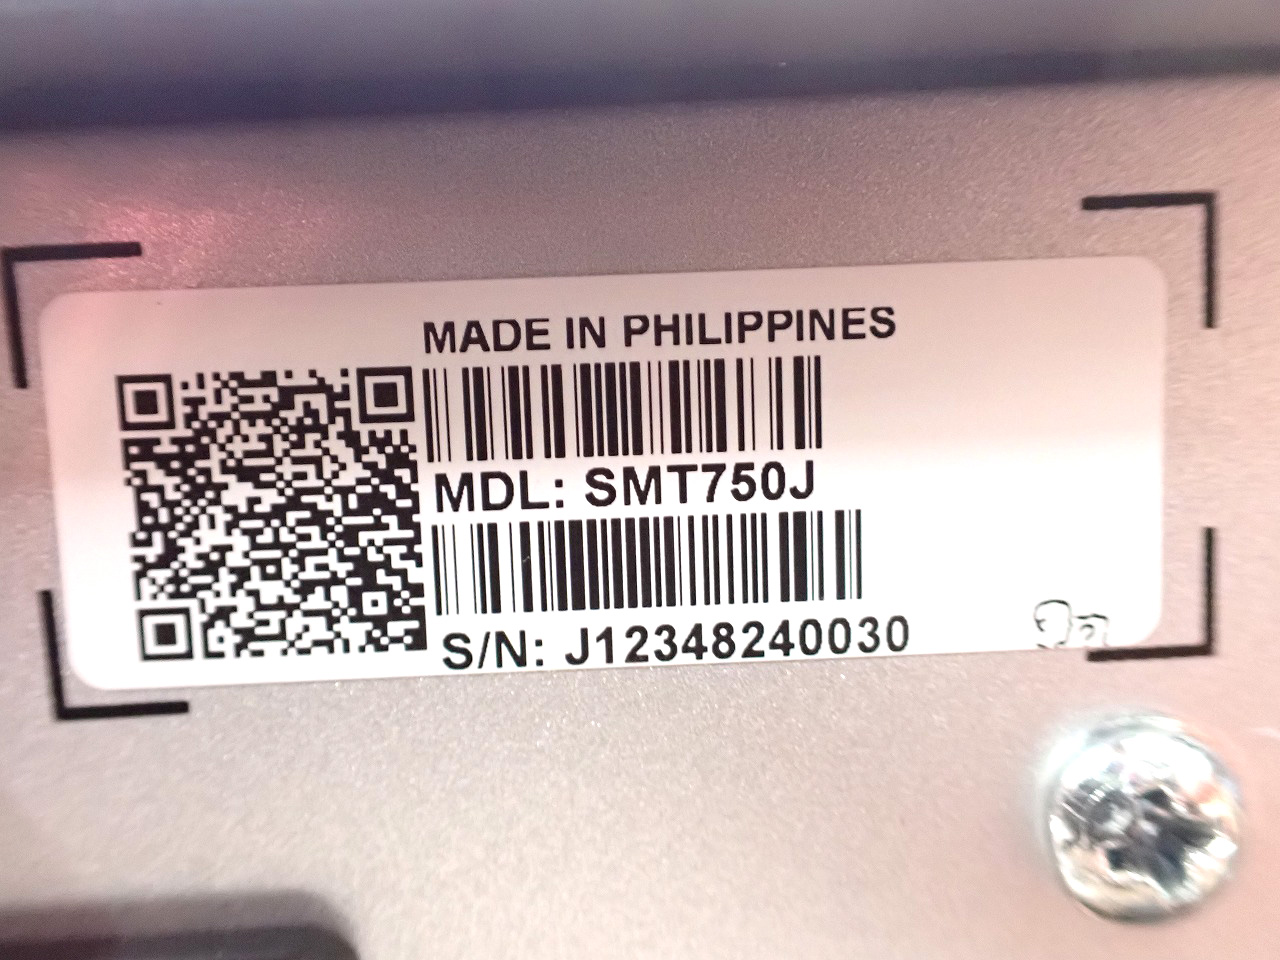 MADE IN PHILIPPINES
MDL: SMT750J
S/N: J12348240030